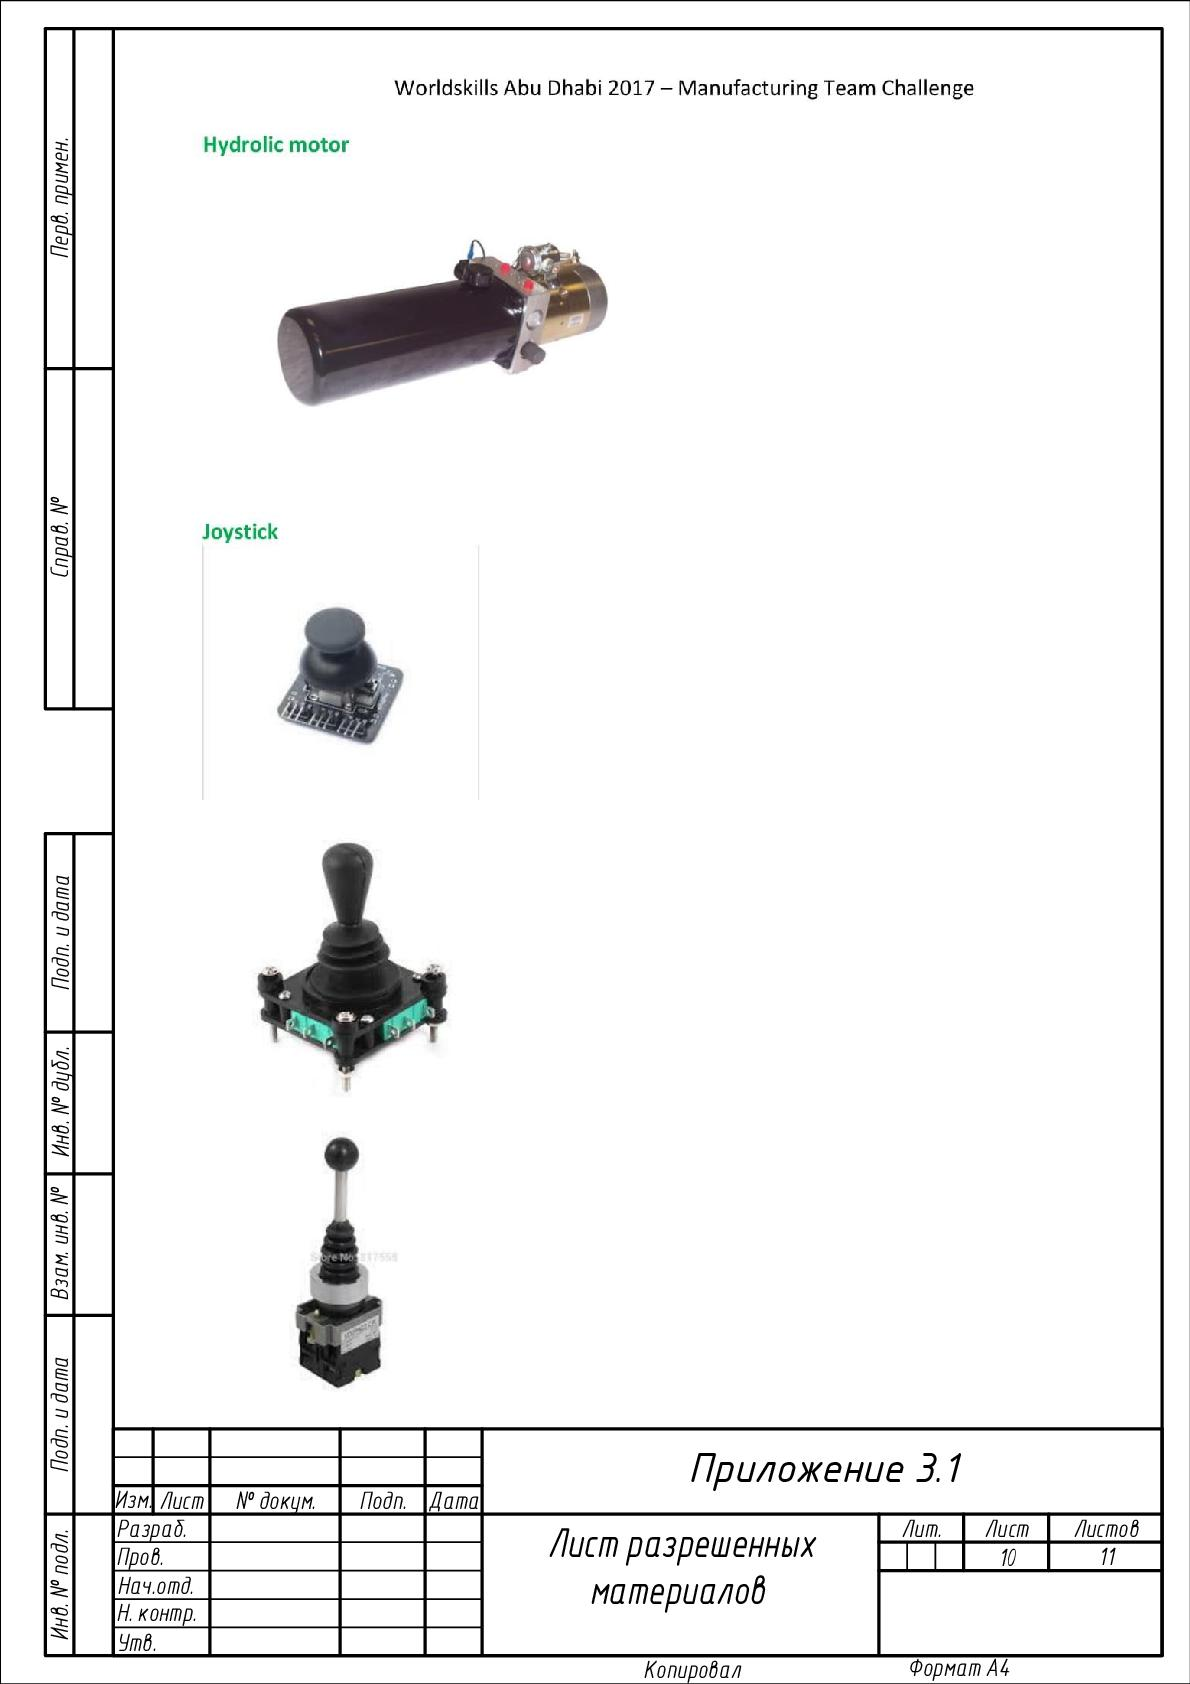 Worldskills Abu Dhabi 2017 – Manufacturing Team Challenge
Hydrolic motor
Joystick
Перв. примен.
Справ. №
Подп. и дата
Инв. № дубл.
Взам. инв. №
Подп. и дата
Инв. № подл.
Изм. Лист № докум. Подп. Дата
Разраб.
Пров.
Нач.отд.
Н. контр.
Утв.
Приложение 3.1
Лист разрешенных
материалов
Лит. Лист Листов
10 11
Копировал Формат А4